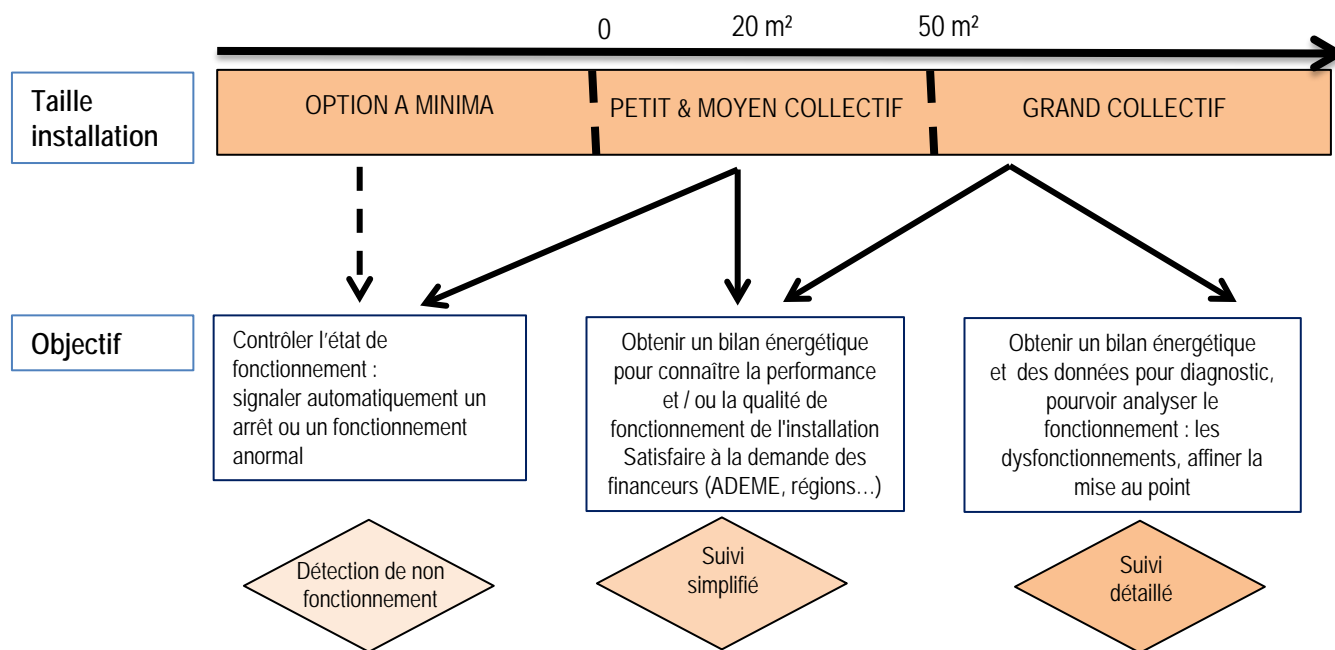 0
20 m²
50 m²
Taille
installation
OPTION A MINIMA
PETIT & MOYEN COLLECTIF
GRAND COLLECTIF
Objectif
Contrôler l'état de
fonctionnement :
signaler automatiquement un
arrêt ou un fonctionnement
anormal
Obtenir un bilan énergétique
pour connaître la performance
et / ou la qualité de
fonctionnement de l'installation
Satisfaire à la demande des
financeurs (ADEME, régions…)
Obtenir un bilan énergétique
et des données pour diagnostic,
pourvoir analyser le
fonctionnement : les
dysfonctionnements, affiner la
mise au point
Détection de non
fonctionnement
Suivi
simplifié
Suivi
détaillé